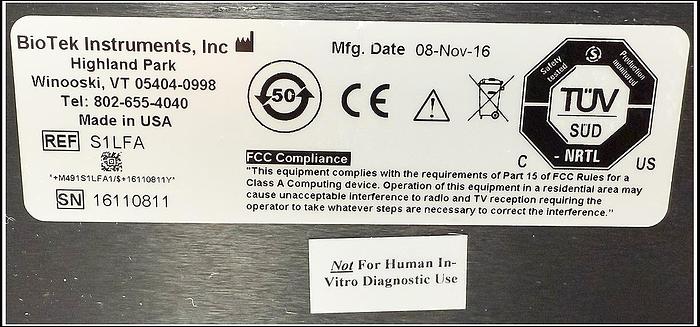 BioTek Instruments, Inc
Highland Park
Winooski, VT 05404-0998
Tel: 802-655-4040
Made in USA
REF S1LFA
*+M491S1LFA1/$+16110811Y*
SN 16110811
Mfg. Date 08-Nov-16
50
CE
Safety tested
S
Production monitored
TÜV
SÜD
C - NRTL US
FCC Compliance
"This equipment complies with the requirements of Part 15 of FCC Rules for a
Class A Computing device. Operation of this equipment in a residential area may
cause unacceptable interference to radio and TV reception requiring the
operator to take whatever steps are necessary to correct the interference."
Not For Human In-
Vitro Diagnostic Use